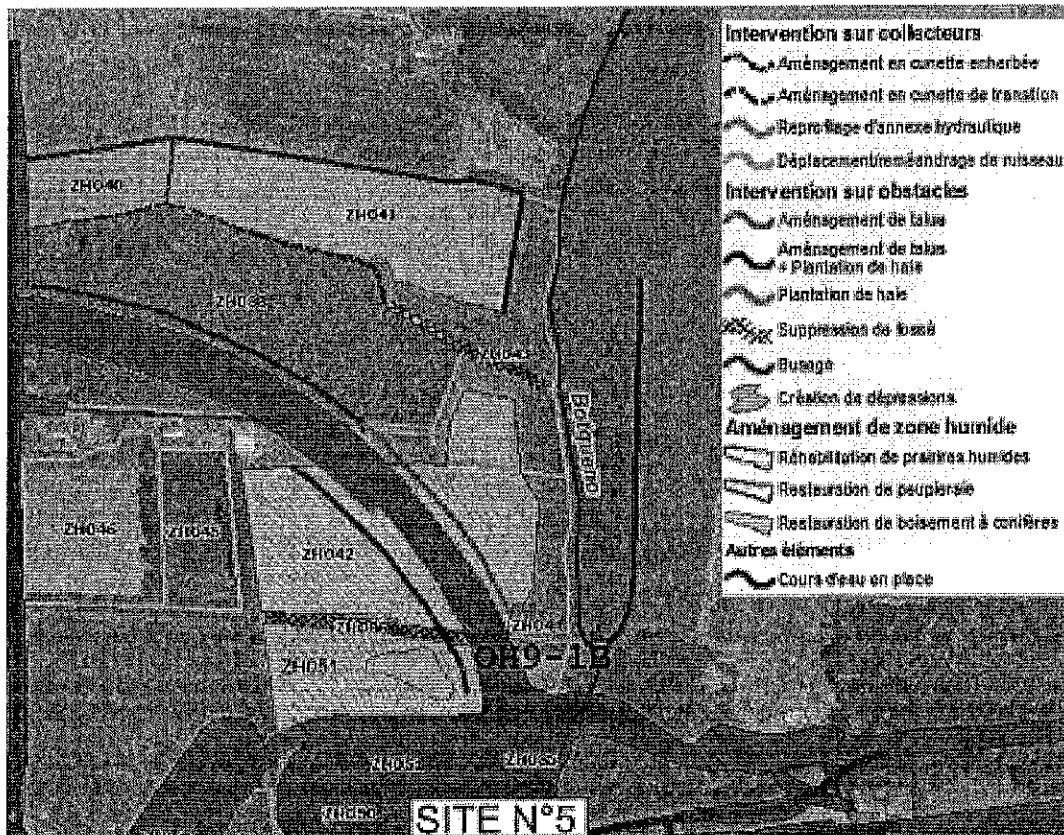 Intervention sur collecteurs
Aménagement en cunette enherbée
Aménagement en cunette de transition
Reprofilage d'annexe hydraulique
Déplacement/reméandrage de ruisseau
Intervention sur obstacles
Aménagement de talus
Aménagement de talus
+ Plantation de haie
Plantation de haie
Suppression de fossé
Busage
Création de dépressions
Aménagement de zone humide
Réhabilitation de prairies humides
Restauration de peupleraie
Restauration de boisement à conifères
Autres éléments
Cours d'eau en place
ZH040
ZH041
ZH043
ZH046
ZH045
ZH042
ZH047
OH9-1B
ZH051
ZH052
ZH050
SITE N°5